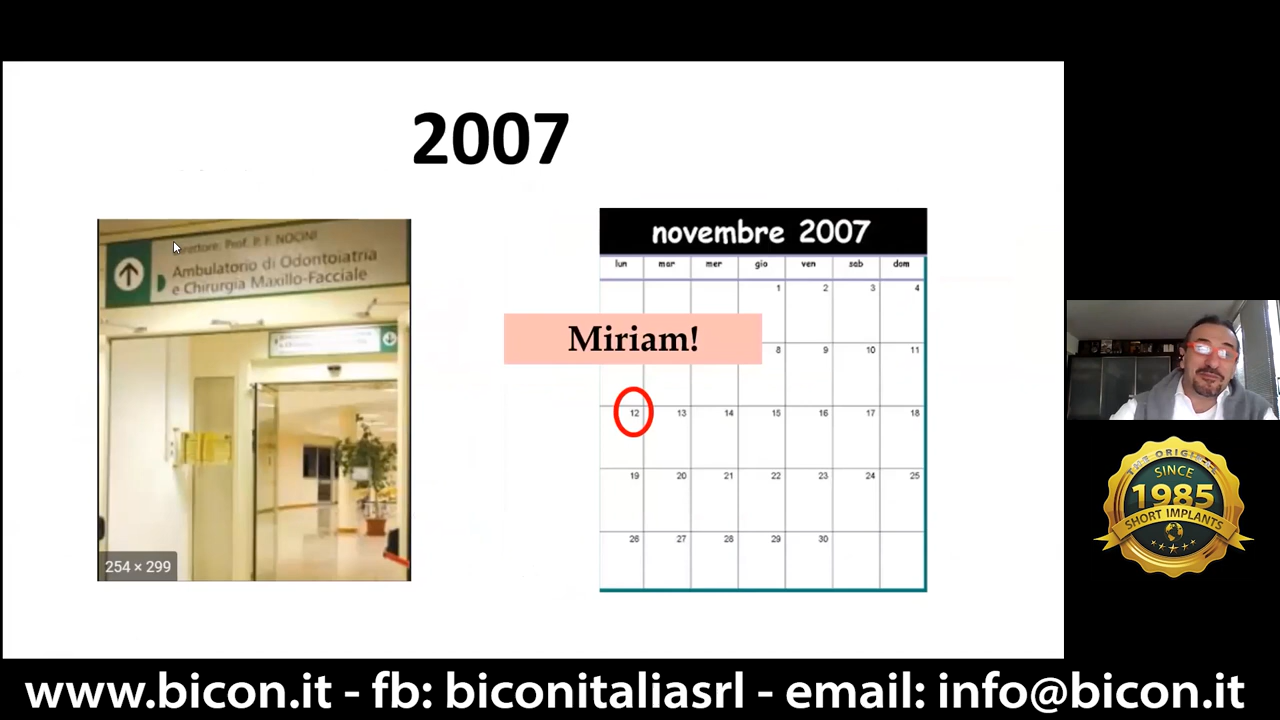 2007
Direttore: Prof. P. F. NOCINI
Ambulatorio di Odontoiatria
e Chirurgia Maxillo-Facciale
254 × 299
novembre 2007
lun mar mer gio ven sab dom
1 2 3 4
Miriam!
8 9 10 11
12 13 14 15 16 17 18
19 20 21 22 23 24 25
26 27 28 29 30
SINCE
1985
SHORT IMPLANTS
www.bicon.it - fb: biconitaliasrl - email: info@bicon.it